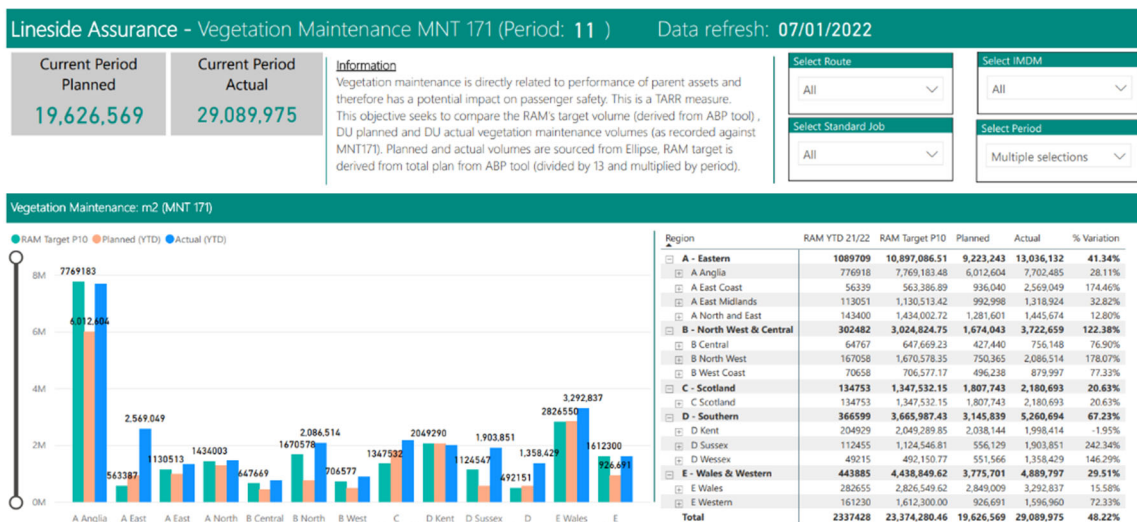 Lineside Assurance - Vegetation Maintenance MNT 171 (Period: 11 ) Data refresh: 07/01/2022
Current Period
Planned
19,626,569
Current Period
Actual
29,089,975
Information
Vegetation maintenance is directly related to performance of parent assets and
therefore has a potential impact on passenger safety. This is a TARR measure.
This objective seeks to compare the RAM's target volume (derived from ABP tool) ,
DU planned and DU actual vegetation maintenance volumes (as recorded against
MNT171). Planned and actual volumes are sourced from Ellipse, RAM target is
derived from total plan from ABP tool (divided by 13 and multiplied by period).
Select Route
All
Select IMDM
All
Select Standard Job
All
Select Period
Multiple selections
Vegetation Maintenance: m2 (MNT 171)
RAM Target P10 Planned (YTD) Actual (YTD)
8M
6M
4M
2M
0M
7769183
6,012,604
563387
2,569,049
1130513
1434003
647669
1670578
2,086,514
706577
1347532
2049290
1124547
1,903,851
492151
1,358,429
2826550
3,292,837
1612300
926,691
A Anglia A East A East A North B Central B North B West C D Kent D Sussex D E Wales E
Region RAM YTD 21/22 RAM Target P10 Planned Actual % Variation
A - Eastern 1089709 10,897,086.51 9,223,243 13,036,132 41.34%
A Anglia 776918 7,769,183.48 6,012,604 7,702,485 28.11%
A East Coast 56339 563,386.89 936,040 2,569,049 174.46%
A East Midlands 113051 1,130,513.42 992,998 1,318,924 32.82%
A North and East 143400 1,434,002.72 1,281,601 1,445,674 12.80%
B - North West & Central 302482 3,024,824.75 1,674,043 3,722,659 122.38%
B Central 64767 647,669.23 427,440 756,148 76.90%
B North West 167058 1,670,578.35 750,365 2,086,514 178.07%
B West Coast 70658 706,577.17 496,238 879,997 77.33%
C - Scotland 134753 1,347,532.15 1,807,743 2,180,693 20.63%
C Scotland 134753 1,347,532.15 1,807,743 2,180,693 20.63%
D - Southern 366599 3,665,987.43 3,145,839 5,260,694 67.23%
D Kent 204929 2,049,289.85 2,038,144 1,998,414 -1.95%
D Sussex 112455 1,124,546.81 556,129 1,903,851 242.34%
D Wessex 49215 492,150.77 551,566 1,358,429 146.29%
E - Wales & Western 443885 4,438,849.62 3,775,701 4,889,797 29.51%
E Wales 282655 2,826,549.62 2,849,009 3,292,837 15.58%
E Western 161230 1,612,300.00 926,691 1,596,960 72.33%
Total 2337428 23,374,280.46 19,626,569 29,089,975 48.22%